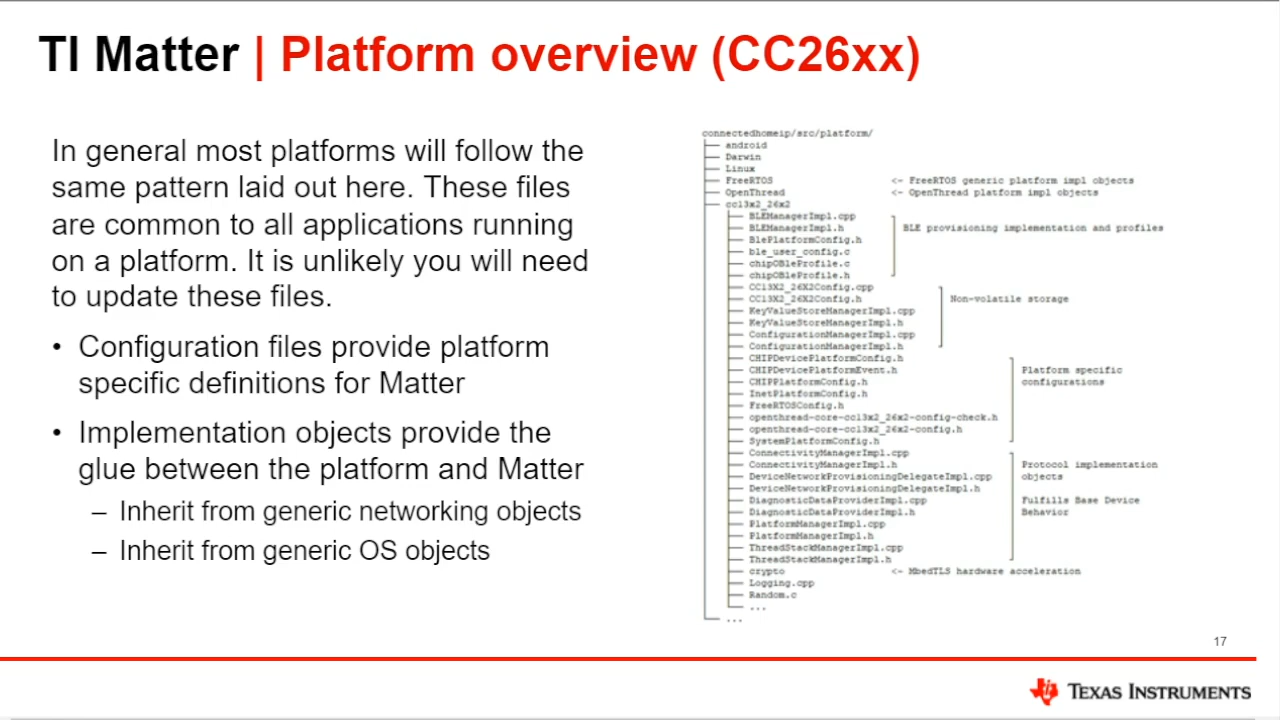 TI Matter | Platform overview (CC26xx)
In general most platforms will follow the
same pattern laid out here. These files
are common to all applications running
on a platform. It is unlikely you will need
to update these files.
• Configuration files provide platform
specific definitions for Matter
• Implementation objects provide the
glue between the platform and Matter
– Inherit from generic networking objects
– Inherit from generic OS objects
connectedhomeip/src/platform/
android
Darwin
Linux
FreeRTOS <- FreeRTOS generic platform impl objects
OpenThread <- OpenThread platform impl objects
cc13x2_26x2
BLEManagerImpl.cpp
BLEManagerImpl.h BLE provisioning implementation and profiles
BlePlatformConfig.h
ble_user_config.c
chipOBleProfile.c
chipOBleProfile.h
CC13X2_26X2Config.cpp
CC13X2_26X2Config.h Non-volatile storage
KeyValueStoreManagerImpl.cpp
KeyValueStoreManagerImpl.h
ConfigurationManagerImpl.cpp
ConfigurationManagerImpl.h
CHIPDevicePlatformConfig.h
CHIPDevicePlatformEvent.h Platform specific
CHIPPlatformConfig.h configurations
InetPlatformConfig.h
FreeRTOSConfig.h
openthread-core-cc13x2_26x2-config-check.h
openthread-core-cc13x2_26x2-config.h
SystemPlatformConfig.h
ConnectivityManagerImpl.cpp
ConnectivityManagerImpl.h Protocol implementation
DeviceNetworkProvisioningDelegateImpl.cpp objects
DeviceNetworkProvisioningDelegateImpl.h
DiagnosticDataProviderImpl.cpp Fulfills Base Device
DiagnosticDataProviderImpl.h Behavior
PlatformManagerImpl.cpp
PlatformManagerImpl.h
ThreadStackManagerImpl.cpp
ThreadStackManagerImpl.h
crypto <- MbedTLS hardware acceleration
Logging.cpp
Random.c
...
...
17
TEXAS INSTRUMENTS